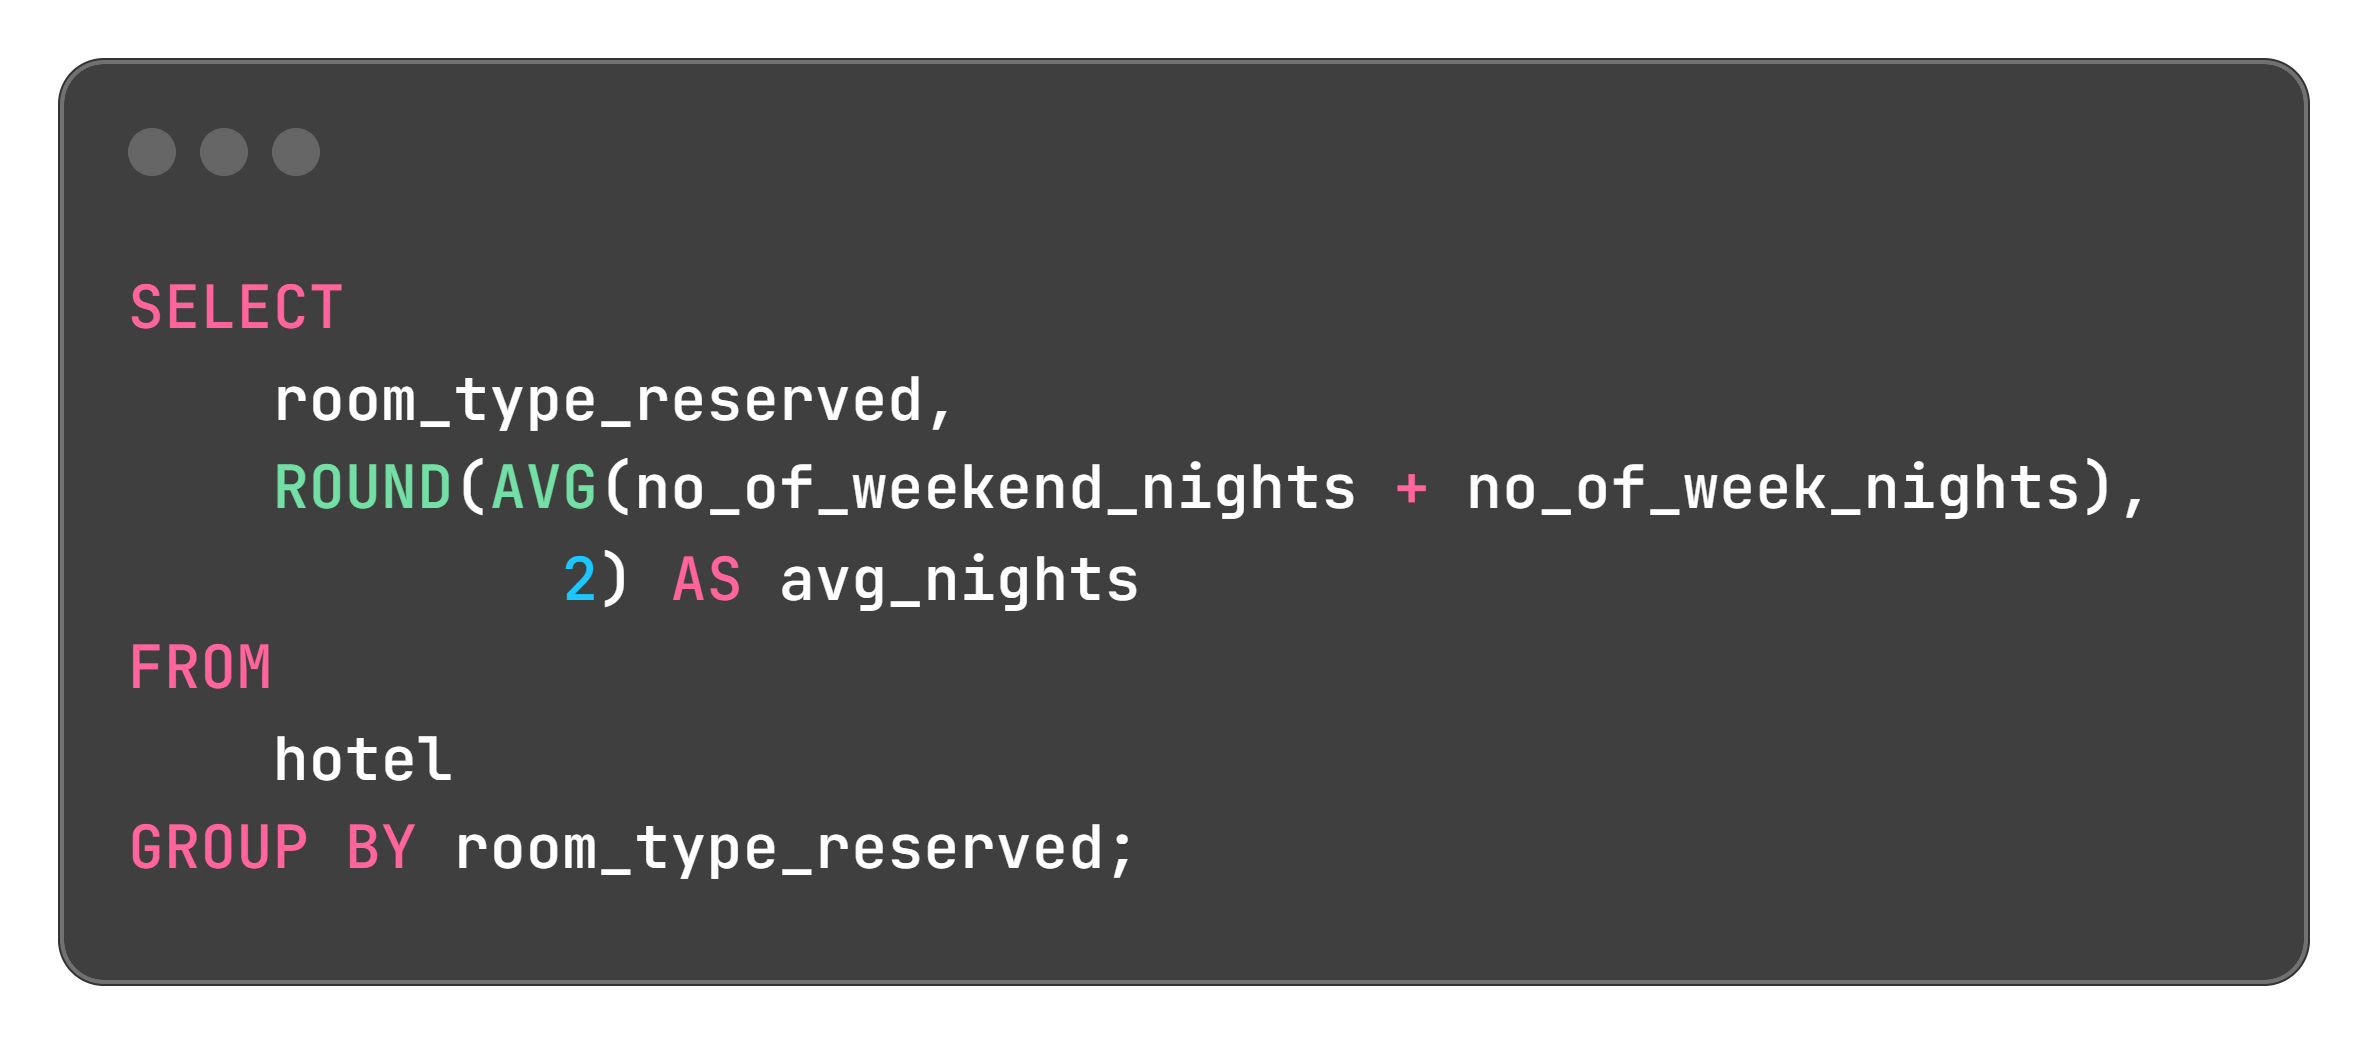 SELECT
    room_type_reserved,
    ROUND(AVG(no_of_weekend_nights + no_of_week_nights),
            2) AS avg_nights
FROM
    hotel
GROUP BY room_type_reserved;